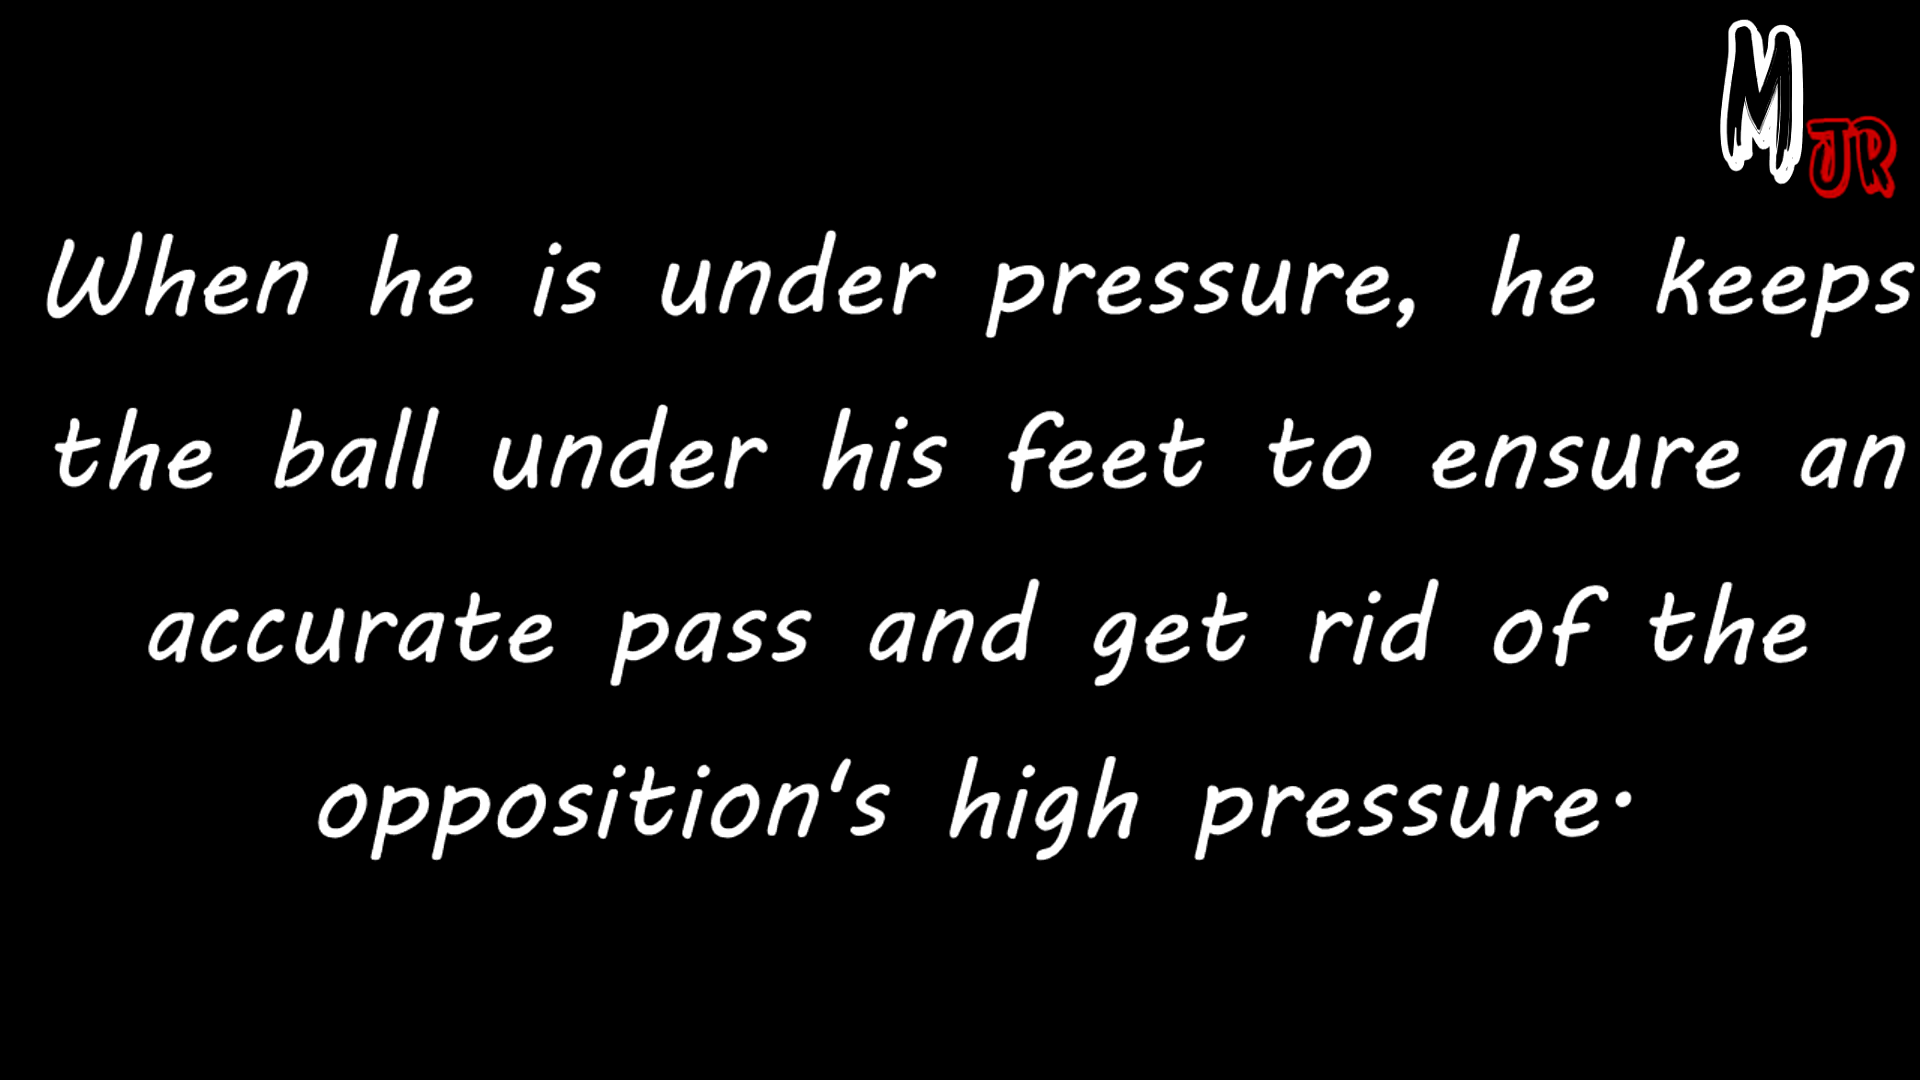 M
JR
When he is under pressure, he keeps
the ball under his feet to ensure an
accurate pass and get rid of the
opposition's high pressure.